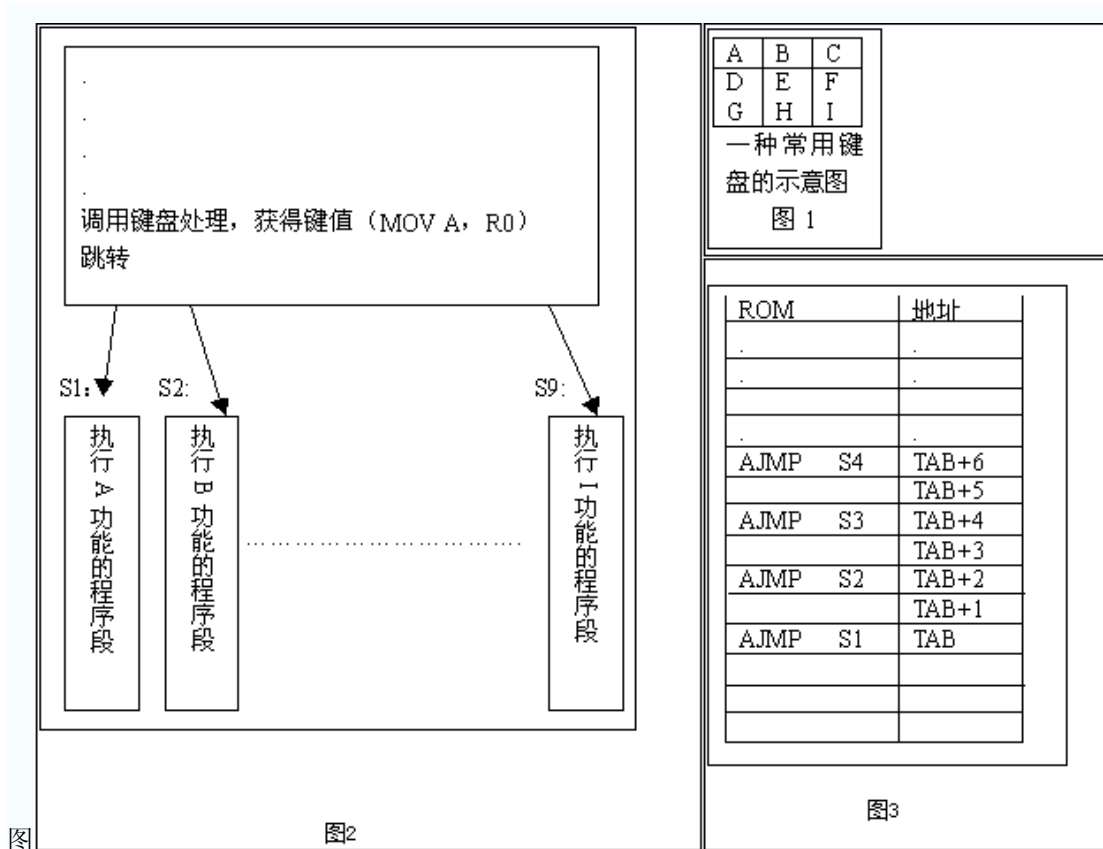 .
.
.
.
调用键盘处理，获得键值（MOV A，R0）
跳转
S1:
S2:
S9:
执行A功能的程序段
执行B功能的程序段
................................
执行I功能的程序段
图2
A B C
D E F
G H I
一种常用键
盘的示意图
图 1
ROM 地址
. .
. .
. .
AJMP S4 TAB+6
TAB+5
AJMP S3 TAB+4
TAB+3
AJMP S2 TAB+2
TAB+1
AJMP S1 TAB
图3
图